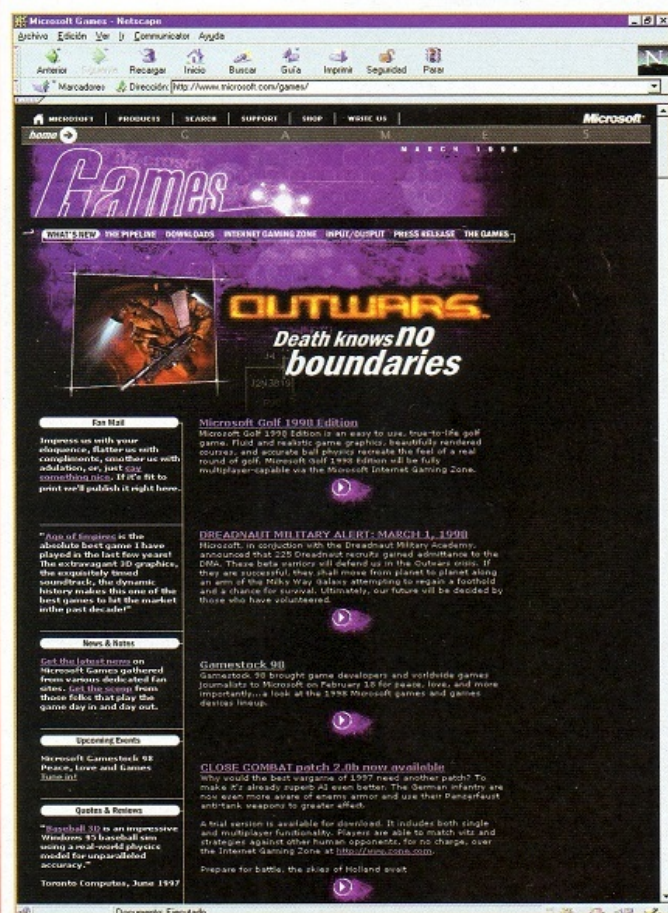 Microsoft Games - Netscape
Archivo Edición Ver Ir Communicator Ayuda
Anterior Siguiente Recargar Inicio Buscar Guía Imprimir Seguridad Parar
N
Marcadores Dirección: http://www.microsoft.com/games/
MICROSOFT PRODUCTS SEARCH SUPPORT SHOP WRITE US Microsoft
home G A M E S
MARCH 1998
Microsoft
Games
WHAT'S NEW THE PIPELINE DOWNLOADS INTERNET GAMING ZONE INPUT/OUTPUT PRESS RELEASE THE GAMES
OUTWARS
Death knows no
boundaries
Fan Mail
Impress us with your
eloquence, flatter us with
compliments, smother us with
adulation, or, just say
something nice. If it's fit to
print we'll publish it right here.
"Age of Empires is the
absolute best game I have
played in the last few years!
The extravagant 3D graphics,
the exquisitely timed
soundtrack, the dynamic
history makes this one of the
best games to hit the market
inthe past decade!"
News & Notes
Get the latest news on
Microsoft Games gathered
from various dedicated fan
sites. Get the scoop from
those folks that play the
game day in and day out.
Upcoming Events
Microsoft Gamestock 98
Peace, Love and Games
Tune in!
Quotes & Reviews
"Baseball 3D is an impressive
Windows 95 baseball sim
using a real-world physics
model for unparalleled
accuracy."
Toronto Computes, June 1997
Microsoft Golf 1998 Edition
Microsoft Golf 1998 Edition is an easy to use, true-to-life golf
game. Fluid and realistic game graphics, beautifully rendered
courses, and accurate ball physics recreate the feel of a real
round of golf. Microsoft Golf 1998 Edition will be fully
multiplayer-capable via the Microsoft Internet Gaming Zone.
DREADNAUT MILITARY ALERT: MARCH 1, 1998
Microsoft, in conjuction with the Dreadnaut Military Academy,
announced that 225 Dreadnaut recruits gained admittance to the
DMA. These beta warriors will defend us in the Outwars crisis. If
they are successful, they shall move from planet to planet along
an arm of the Milky Way Galaxy attempting to regain a foothold
and a chance for survival. Ultimately, our future will be decided by
those who have volunteered.
Gamestock 98
Gamestock 98 brought game developers and worldwide games
journalists to Microsoft on February 18 for peace, love, and more
importantly...a look at the 1998 Microsoft games and games
devices lineup.
CLOSE COMBAT patch 2.0b now available
Why would the best wargame of 1997 need another patch? To
make it's already superb AI even better. The German infantry are
now even more aware of enemy armor and use their Panzerfaust
anti-tank weapons to greater effect.
A trial version is available for download. It includes both single
and multiplayer functionality. Players are able to match wits and
strategies against other human opponents, for no charge, over
the Internet Gaming Zone at http://www.zone.com.
Prepare for battle, the skies of Holland await
Documento: Ejecutado